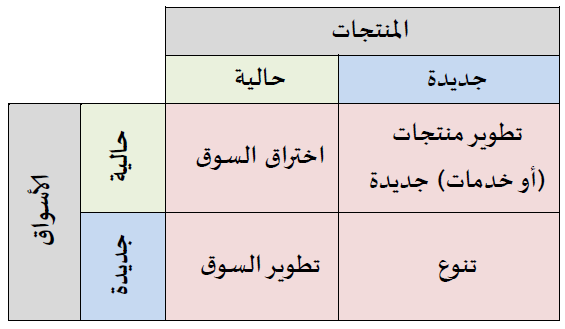 المنتجات
جديدة
حالية
الأسواق
حالية
تطوير منتجات
(أو خدمات) جديدة
اختراق السوق
جديدة
تنوع
تطوير السوق